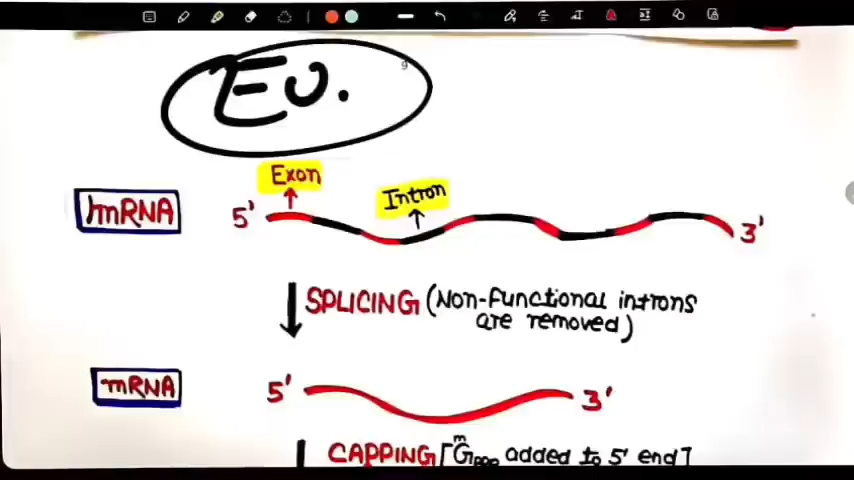 EU.
Exon
Intron
mRNA 5' 3'
SPLICING (Non-functional introns
are removed)
mRNA 5' 3'
CAPPING [mGppp added to 5' end]